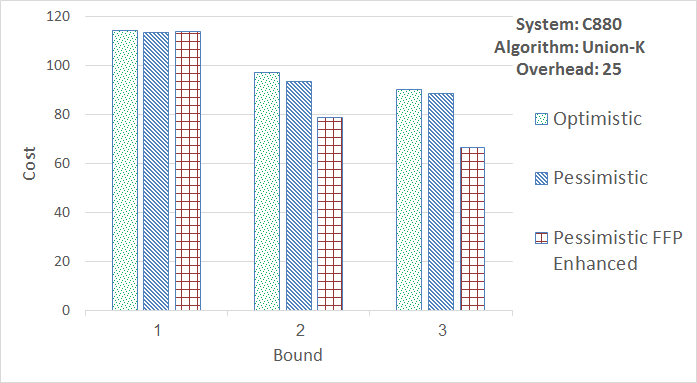 System: C880
Algorithm: Union-K
Overhead: 25
120
100
80
60
40
20
0
Cost
1
2
3
Bound
Optimistic
Pessimistic
Pessimistic FFP
Enhanced